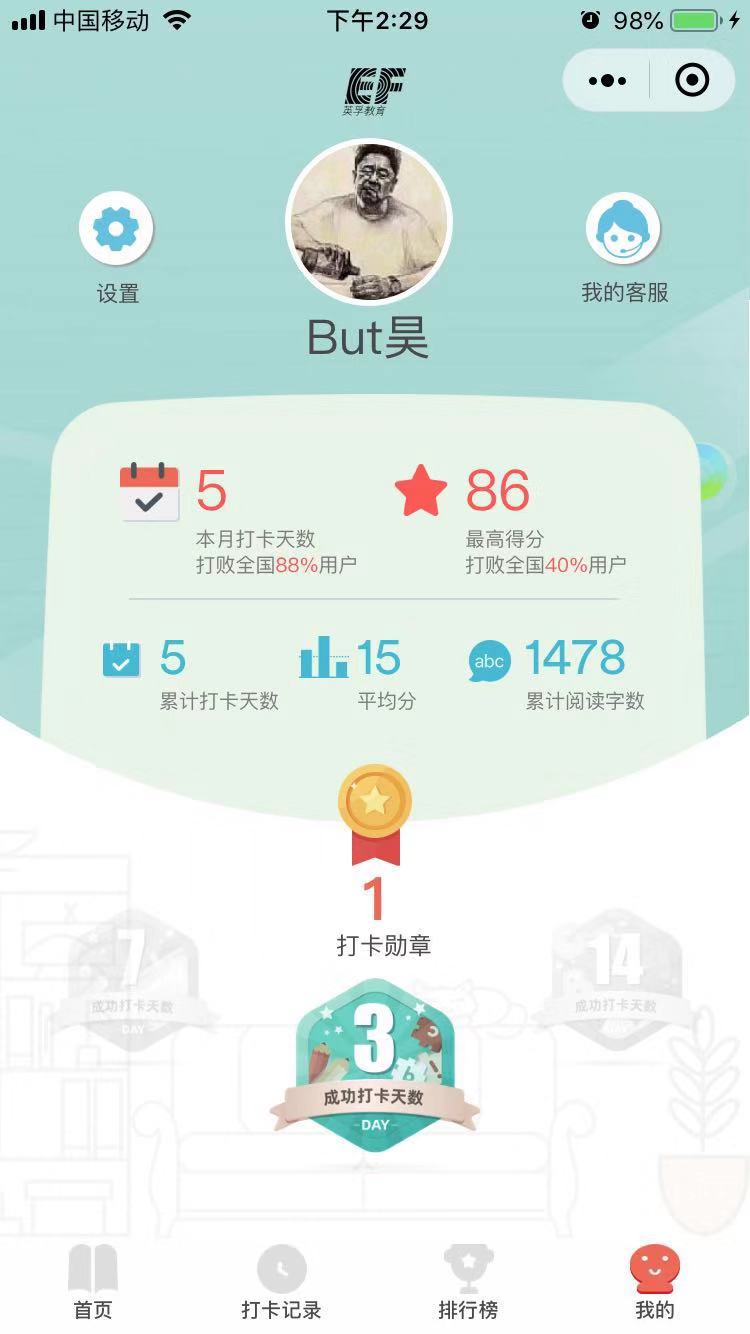 中国移动
下午2:29
98%
EF
英孚教育
设置
我的客服
But昊
5
本月打卡天数
打败全国88%用户
86
最高得分
打败全国40%用户
5
累计打卡天数
15
平均分
abc
1478
累计阅读字数
1
打卡勋章
7
成功打卡天数
DAY
3
成功打卡天数
DAY
14
成功打卡天数
DAY
首页
打卡记录
排行榜
我的